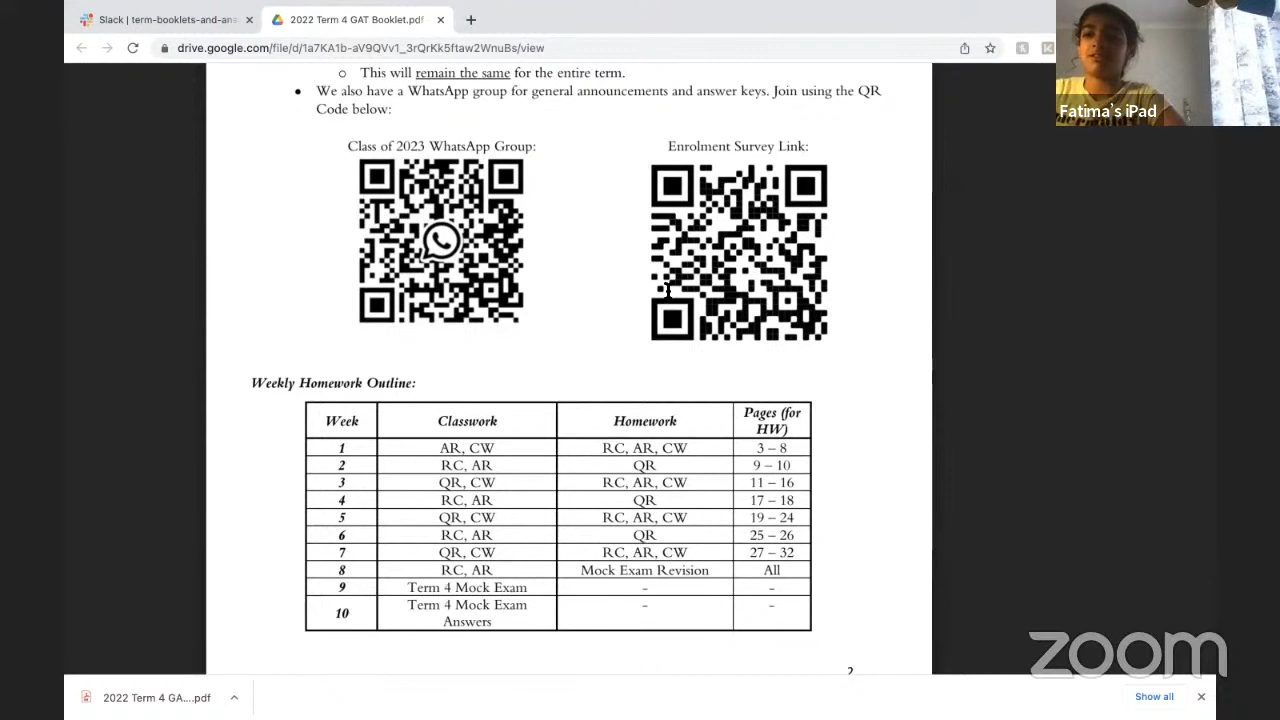 Slack | term-booklets-and-ans
2022 Term 4 GAT Booklet.pdf
drive.google.com/file/d/1a7KA1b-aV9QVv1_3rQrKk5ftaw2WnuBs/view
Fatima's iPad
This will remain the same for the entire term.
We also have a WhatsApp group for general announcements and answer keys. Join using the QR
Code below:
Class of 2023 WhatsApp Group: Enrolment Survey Link:
Weekly Homework Outline:
Week Classwork Homework Pages (for
HW)
1 AR, CW RC, AR, CW 3 – 8
2 RC, AR QR 9 – 10
3 QR, CW RC, AR, CW 11 – 16
4 RC, AR QR 17 – 18
5 QR, CW RC, AR, CW 19 – 24
6 RC, AR QR 25 – 26
7 QR, CW RC, AR, CW 27 – 32
8 RC, AR Mock Exam Revision All
9 Term 4 Mock Exam - -
10 Term 4 Mock Exam - -
Answers
2
zoom
2022 Term 4 GA....pdf
Show all